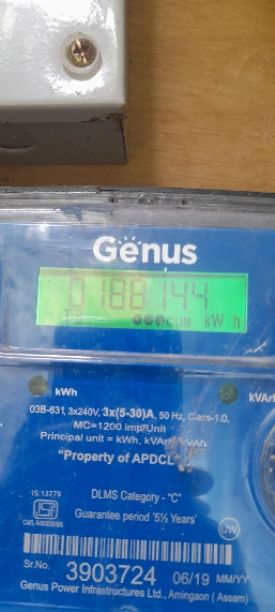 Genus
0188144
CUM kW h
kWh
kVArh
03B-631, 3x240V, 3x(5-30)A, 50 Hz, Class-1.0,
MC=1200 imp/Unit
Principal unit = kWh, kVArh
"Property of APDCL"
IS:13779
DLMS Category - "C"
Guarantee period '5½ Years'
UW
Sr.No. 3903724 06/19 MM/YY
Genus Power Infrastructures Ltd., Amingaon ( Assam)